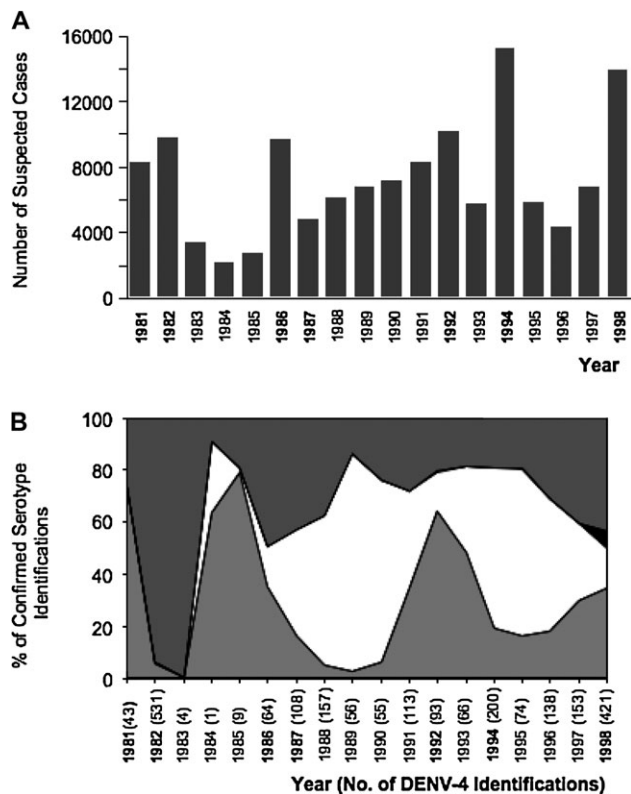 A
Number of Suspected Cases
16000
12000
8000
4000
0
1981 1982 1983 1984 1985 1986 1987 1988 1989 1990 1991 1992 1993 1994 1995 1996 1997 1998
Year
B
% of Confirmed Serotype
Identifications
100
80
60
40
20
0
1981(43) 1982 (531) 1983 (4) 1984 (1) 1985 (9) 1986 (64) 1987 (108) 1988 (157) 1989 (56) 1990 (55) 1991 (113) 1992 (93) 1993 (66) 1994 (200) 1995 (74) 1996 (138) 1997 (153) 1998 (421)
Year (No. of DENV-4 Identifications)